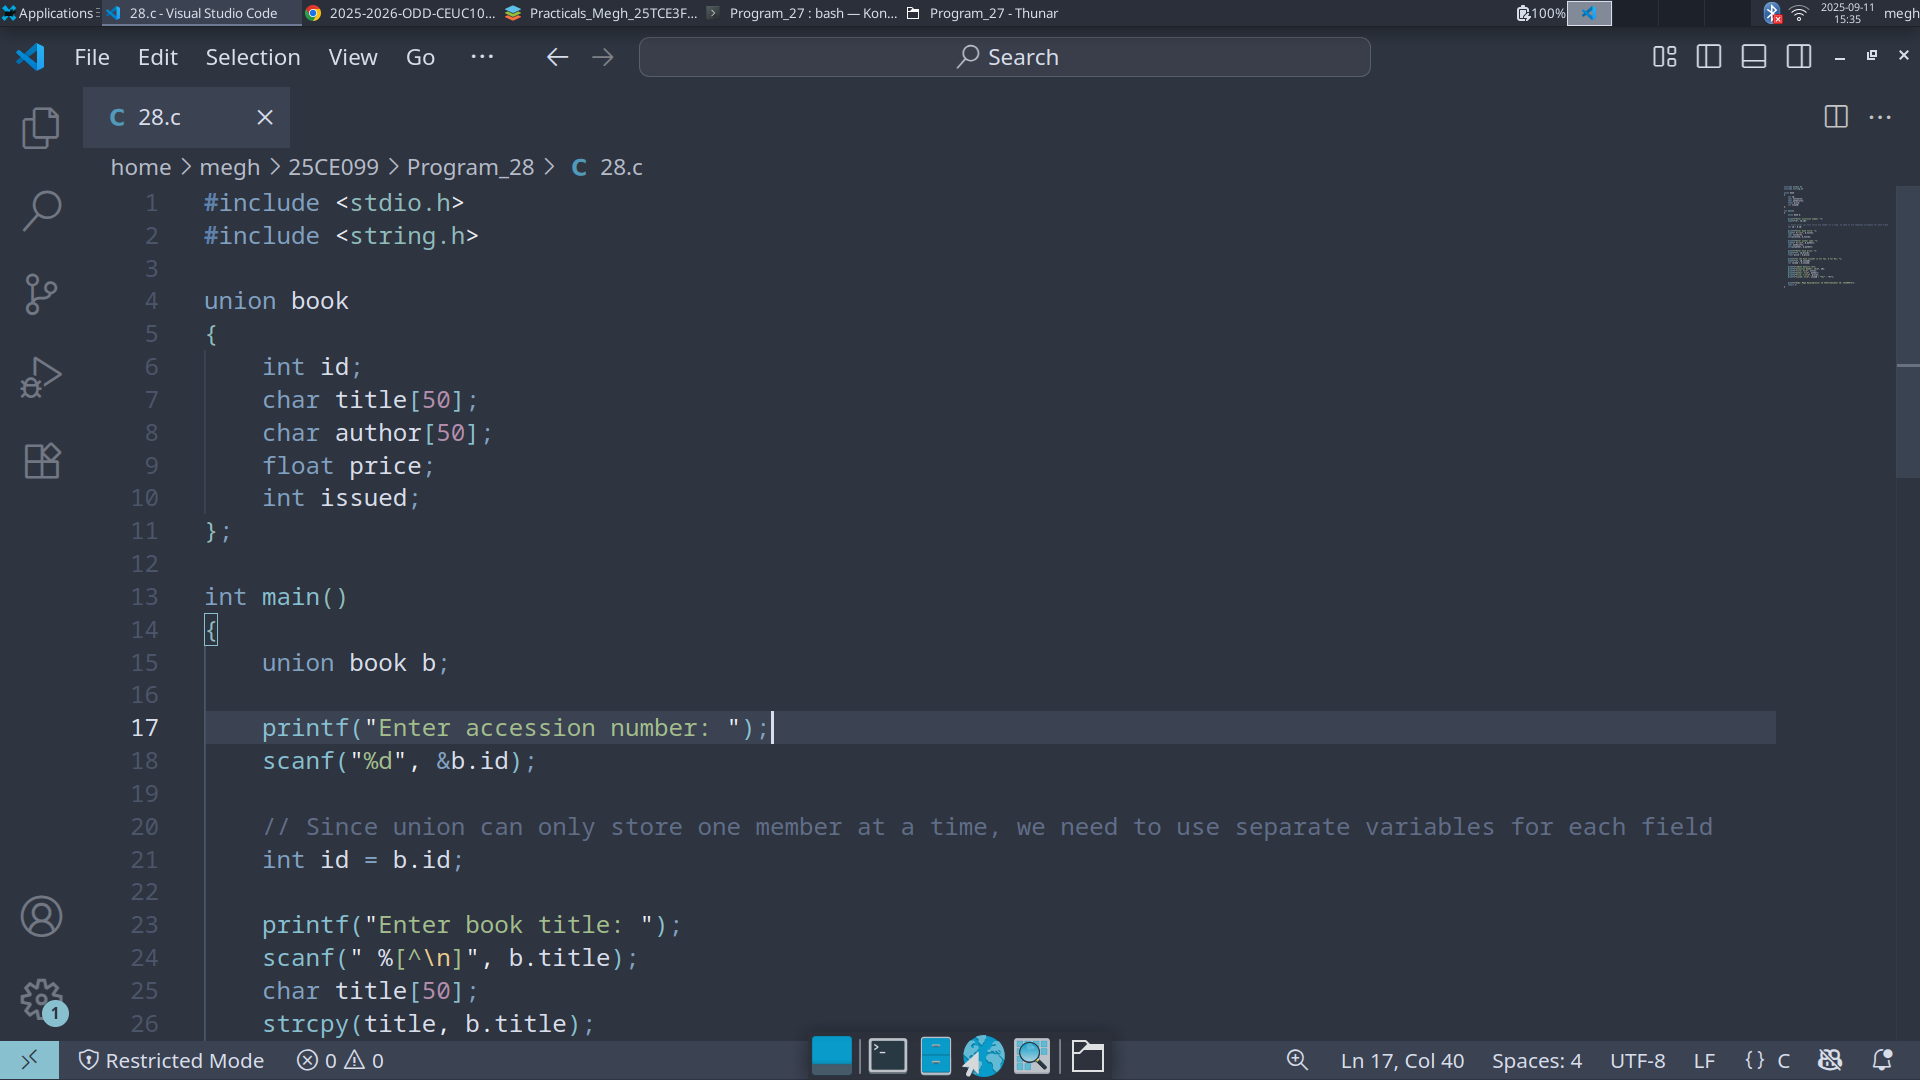 Applications
28.c - Visual Studio Code
2025-2026-ODD-CEUC10...
Practicals_Megh_25TCE3F...
Program_27 : bash — Kon...
Program_27 - Thunar
100%
2025-09-11
15:35
megh
File Edit Selection View Go ···
Search
C 28.c
home > megh > 25CE099 > Program_28 > C 28.c
1 #include <stdio.h>
2 #include <string.h>
3
4 union book
5 {
6 int id;
7 char title[50];
8 char author[50];
9 float price;
10 int issued;
11 };
12
13 int main()
14 {
15 union book b;
16
17 printf("Enter accession number: ");
18 scanf("%d", &b.id);
19
20 // Since union can only store one member at a time, we need to use separate variables for each field
21 int id = b.id;
22
23 printf("Enter book title: ");
24 scanf(" %[^\n]", b.title);
25 char title[50];
26 strcpy(title, b.title);
1
Restricted Mode 0 0
Ln 17, Col 40 Spaces: 4 UTF-8 LF {} C